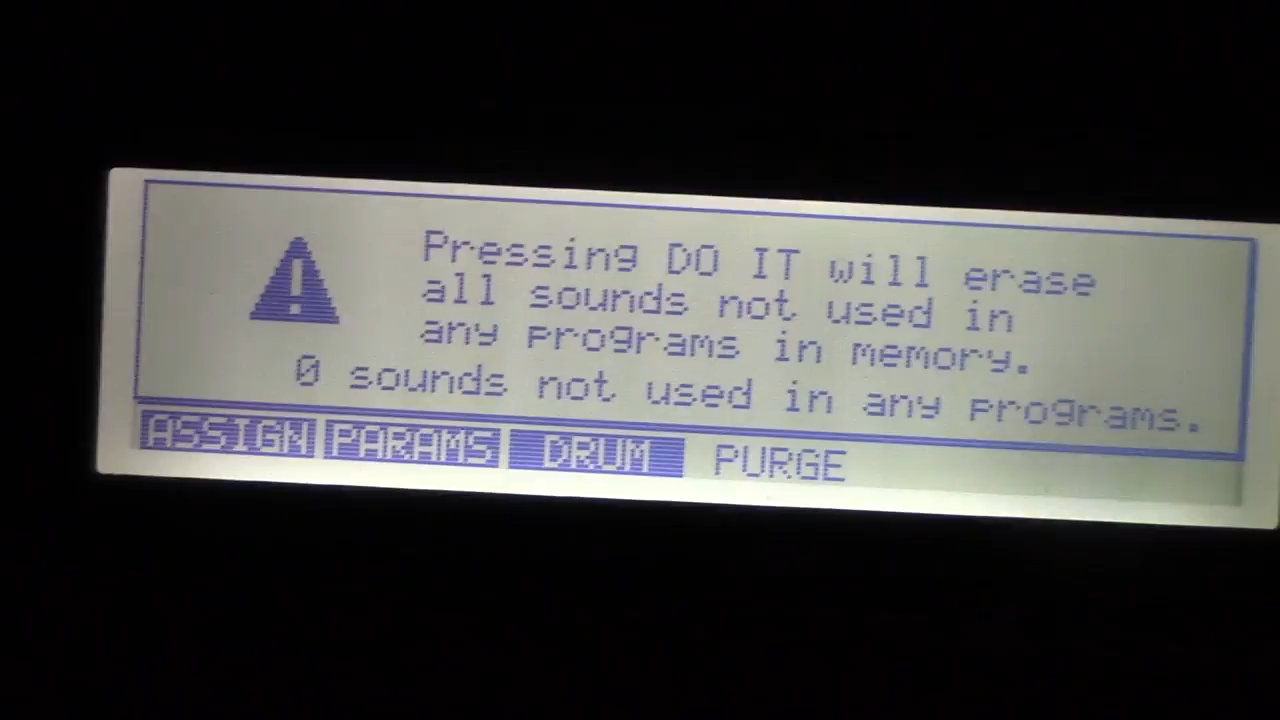 Pressing DO IT will erase
all sounds not used in
any programs in memory.
0 sounds not used in any programs.
ASSIGN PARAMS DRUM PURGE